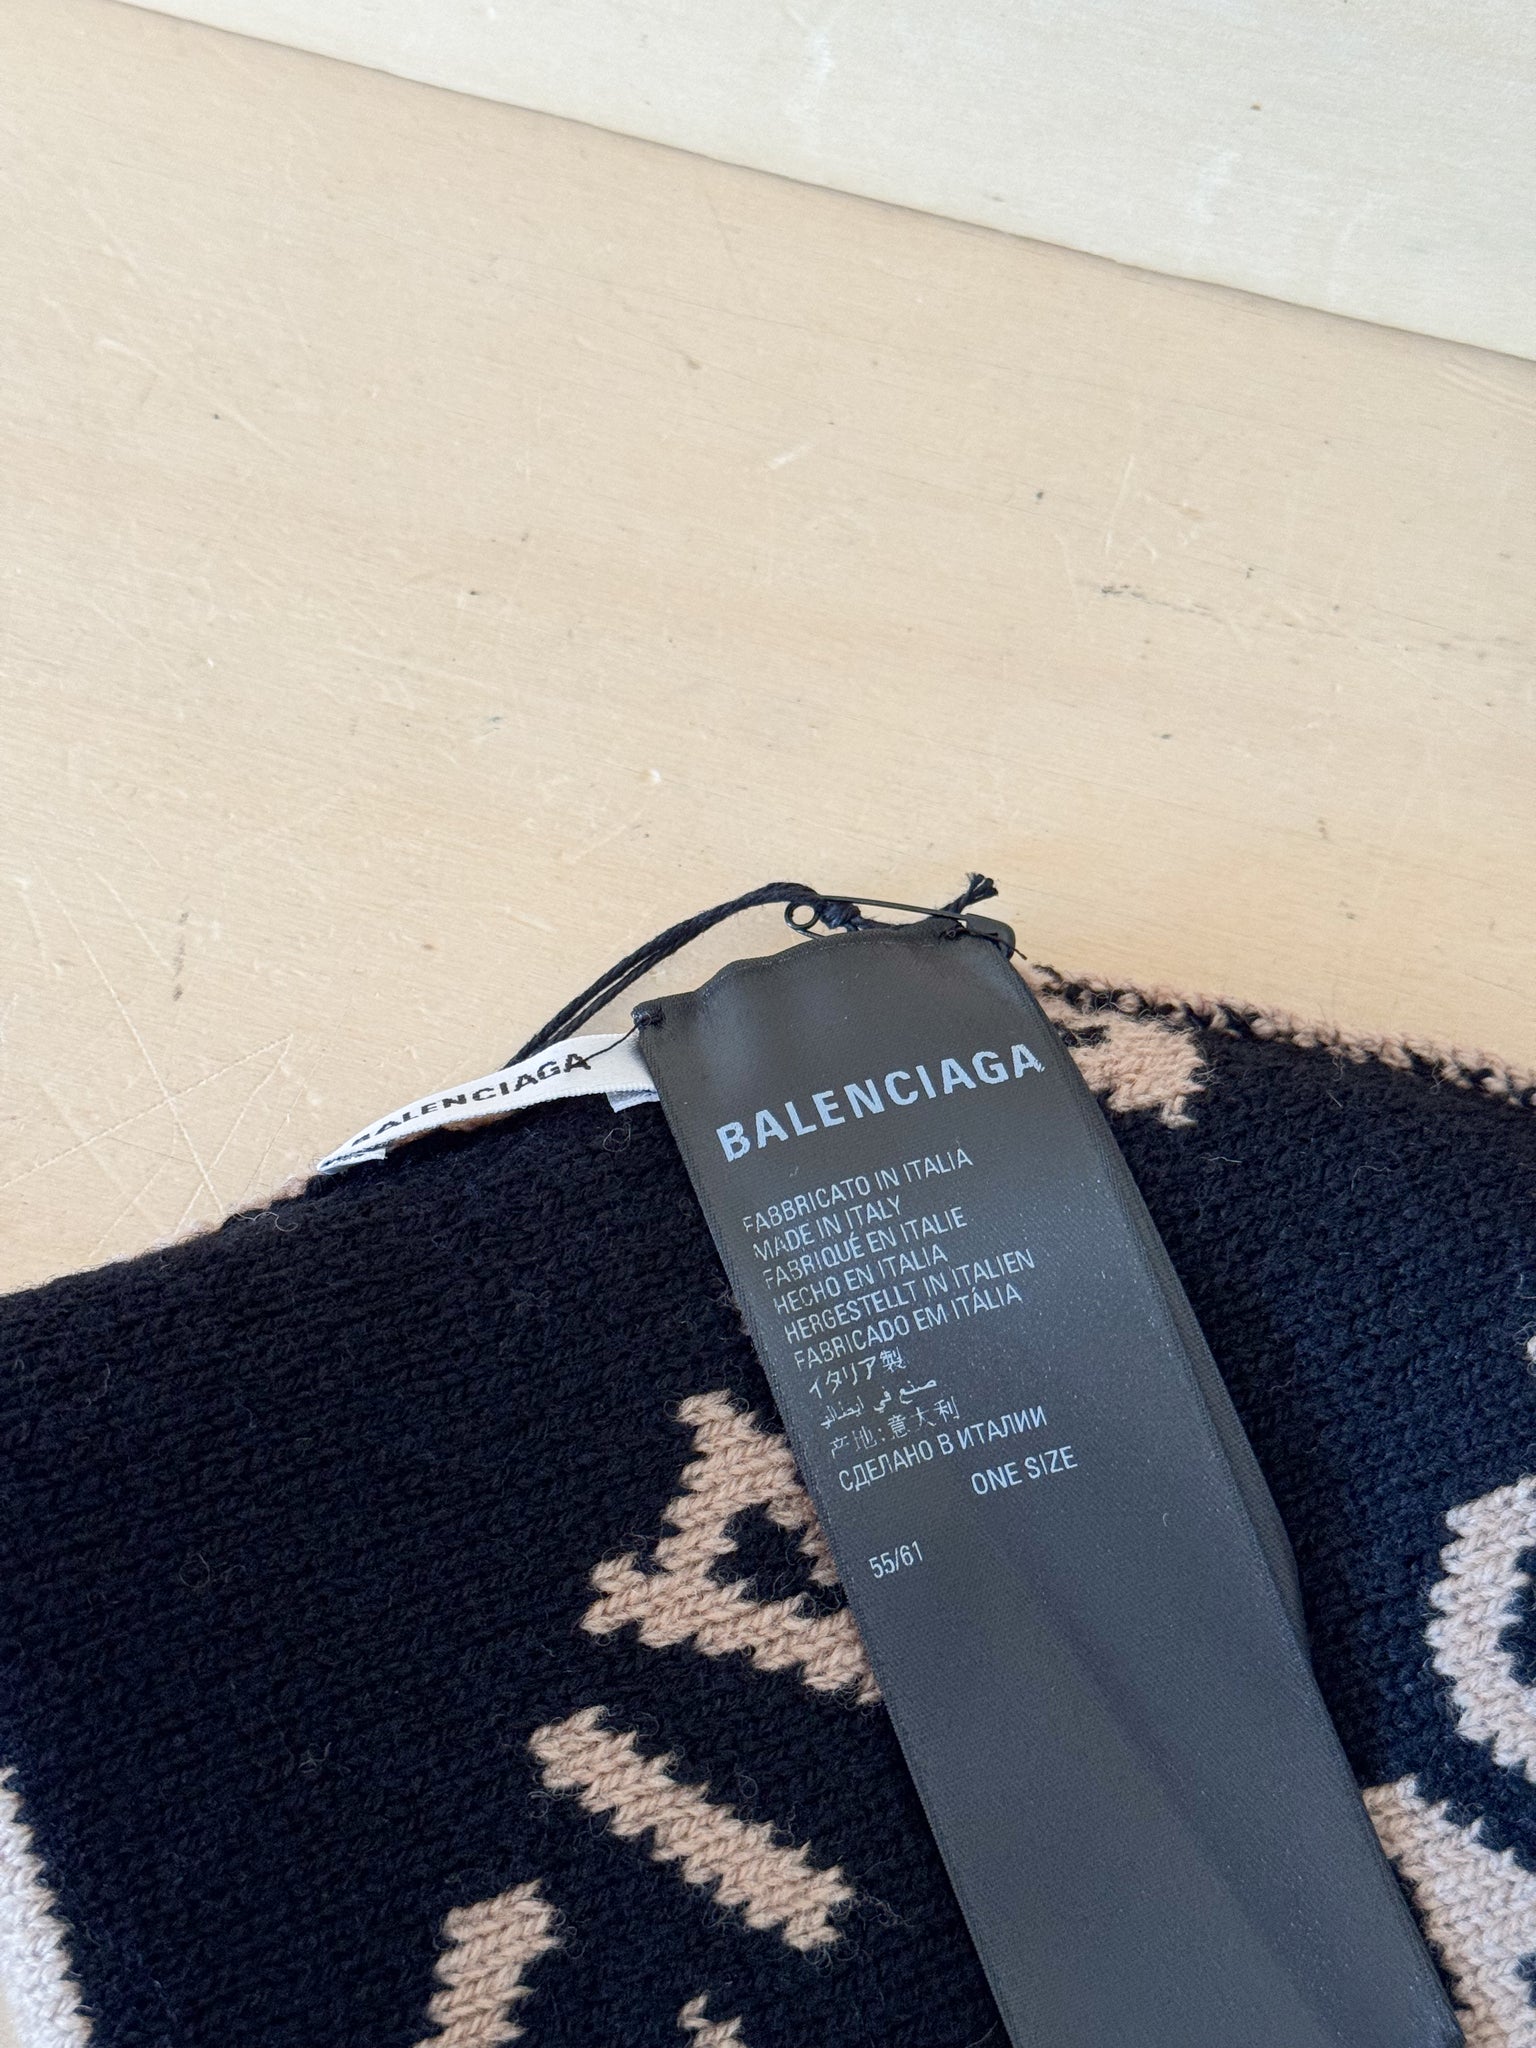 BALENCIAGA
BALENCIAGA
FABBRICATO IN ITALIA
MADE IN ITALY
FABRIQUÉ EN ITALIE
HECHO EN ITALIA
HERGESTELLT IN ITALIEN
FABRICADO EM ITÁLIA
イタリア製
صنع في ايطاليا
产地:意大利
СДЕЛАНО В ИТАЛИИ
ONE SIZE
55/61